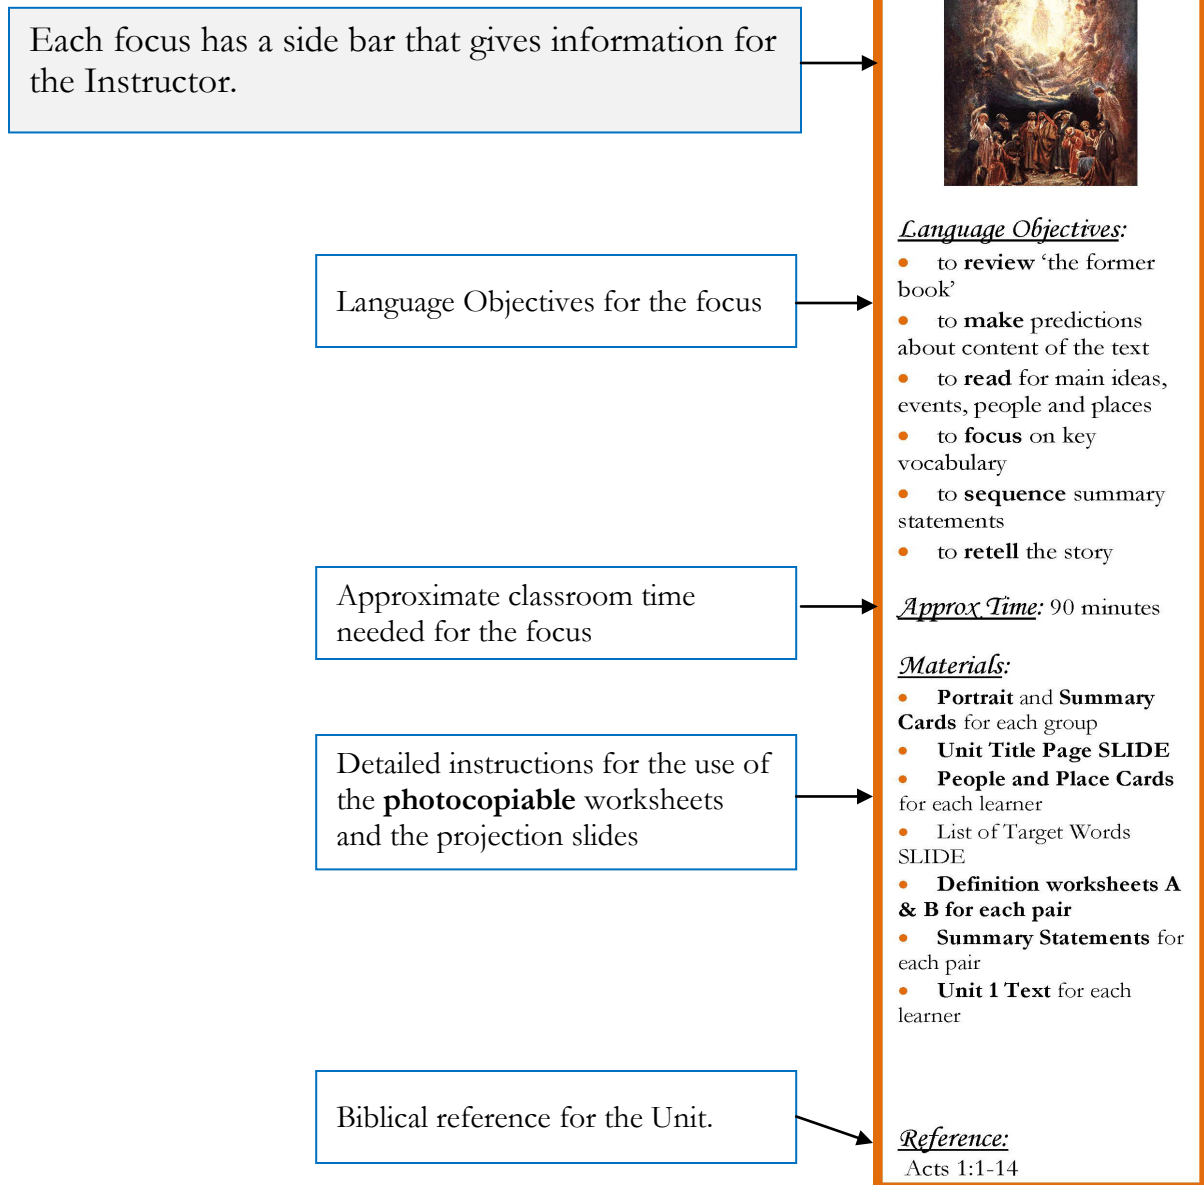 Each focus has a side bar that gives information for
the Instructor.
Language Objectives for the focus
Approximate classroom time
needed for the focus
Detailed instructions for the use of
the photocopiable worksheets
and the projection slides
Biblical reference for the Unit.
Language Objectives:
• to review ‘the former
book’
• to make predictions
about content of the text
• to read for main ideas,
events, people and places
• to focus on key
vocabulary
• to sequence summary
statements
• to retell the story
Approx Time: 90 minutes
Materials:
• Portrait and Summary
Cards for each group
• Unit Title Page SLIDE
• People and Place Cards
for each learner
• List of Target Words
SLIDE
• Definition worksheets A
& B for each pair
• Summary Statements for
each pair
• Unit 1 Text for each
learner
Reference:
Acts 1:1-14